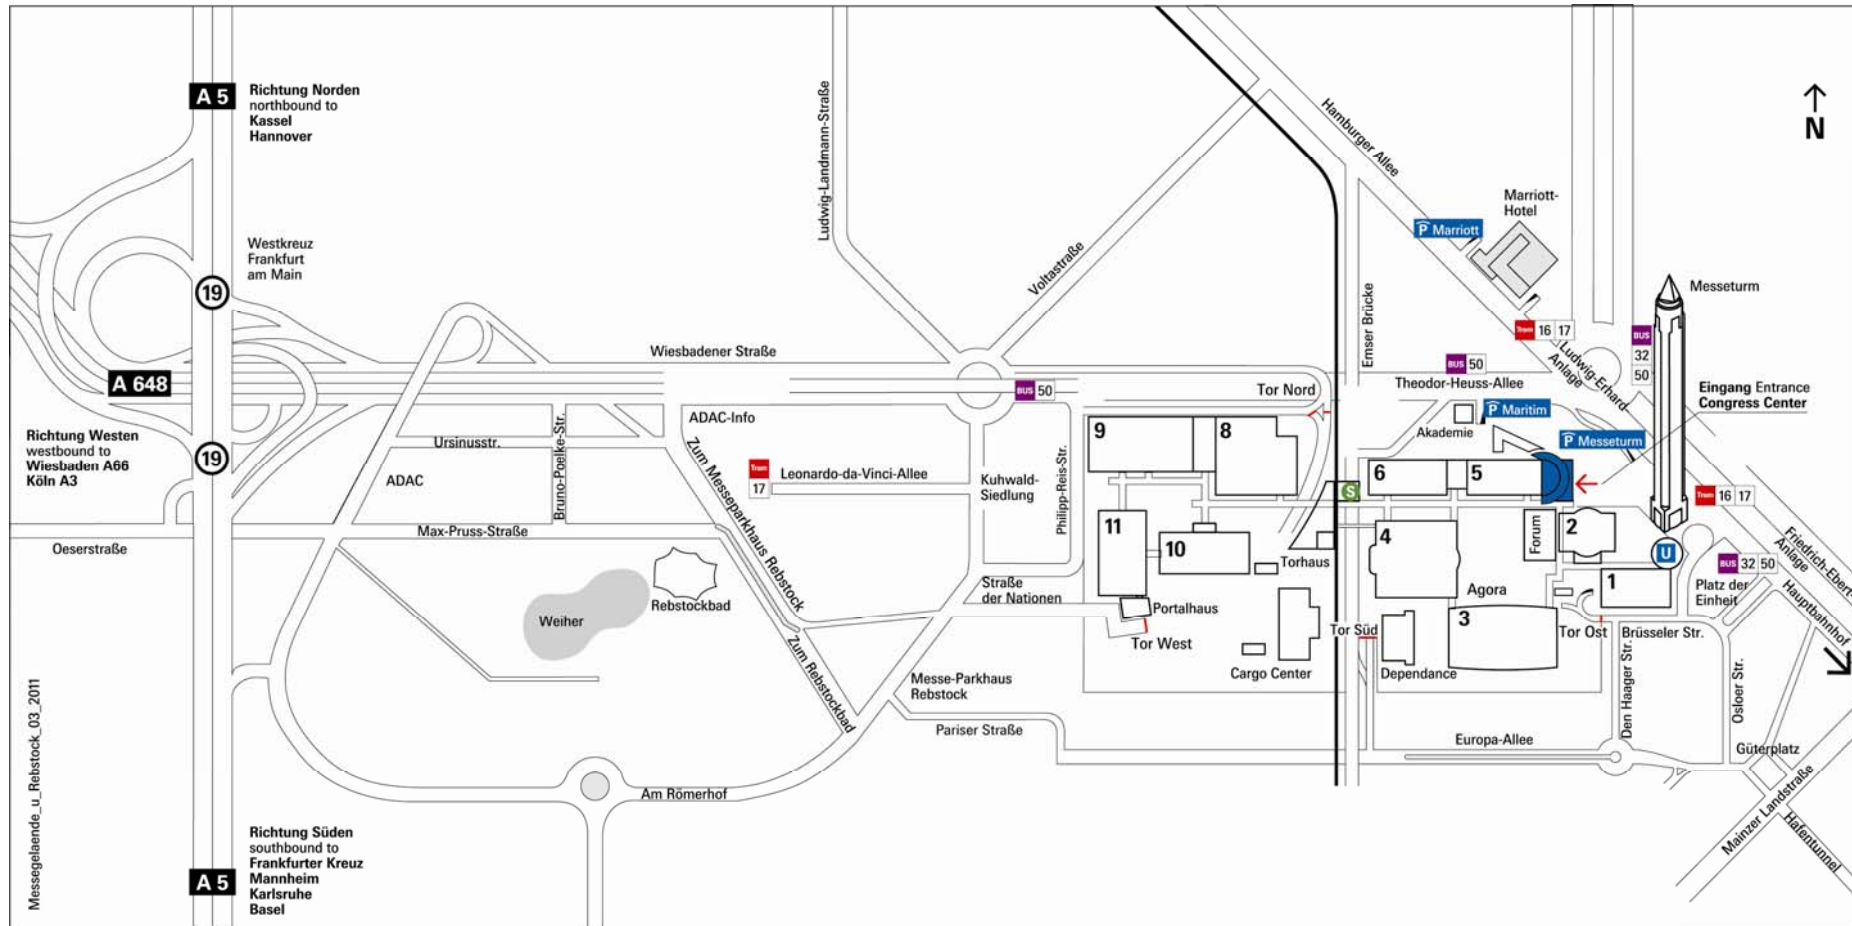 A 5
Richtung Norden
northbound to
Kassel
Hannover
Westkreuz
Frankfurt
am Main
19
A 648
Richtung Westen
westbound to
Wiesbaden A66
Köln A3
19
Oeserstraße
Messegelaende_u_Rebstock_03_2011
A 5
Richtung Süden
southbound to
Frankfurter Kreuz
Mannheim
Karlsruhe
Basel
Ursinusstr.
ADAC
Bruno-Poelke-Str.
Max-Pruss-Straße
Weiher
Rebstockbad
Am Römerhof
Wiesbadener Straße
ADAC-Info
Zum Messeparkhaus Rebstock
Zum Rebstockbad
Tram
17
Leonardo-da-Vinci-Allee
Ludwig-Landmann-Straße
Voltastraße
BUS 50
Kuhwald-
Siedlung
Philipp-Reis-Str.
Straße
der Nationen
Messe-Parkhaus
Rebstock
Pariser Straße
Hamburger Allee
Emser Brücke
Marriott-
Hotel
P Marriott
Tram 16 17
Ludwig-Erhard
Anlage
BUS
32
50
Messeturm
N
BUS 50
Theodor-Heuss-Allee
Tor Nord
P Maritim
Akademie
P Messeturm
Eingang Entrance
Congress Center
9
8
6
5
S
11
10
Torhaus
4
Forum
2
U
1
Agora
3
Portalhaus
Tor West
Cargo Center
Tor Süd
Dependance
Tor Ost
Brüsseler Str.
Tram 16 17
Friedrich-Ebert-
Anlage
BUS 32 50
Platz der
Einheit
Hauptbahnhof
Den Haager Str.
Osloer Str.
Europa-Allee
Güterplatz
Mainzer Landstraße
Hafentunnel